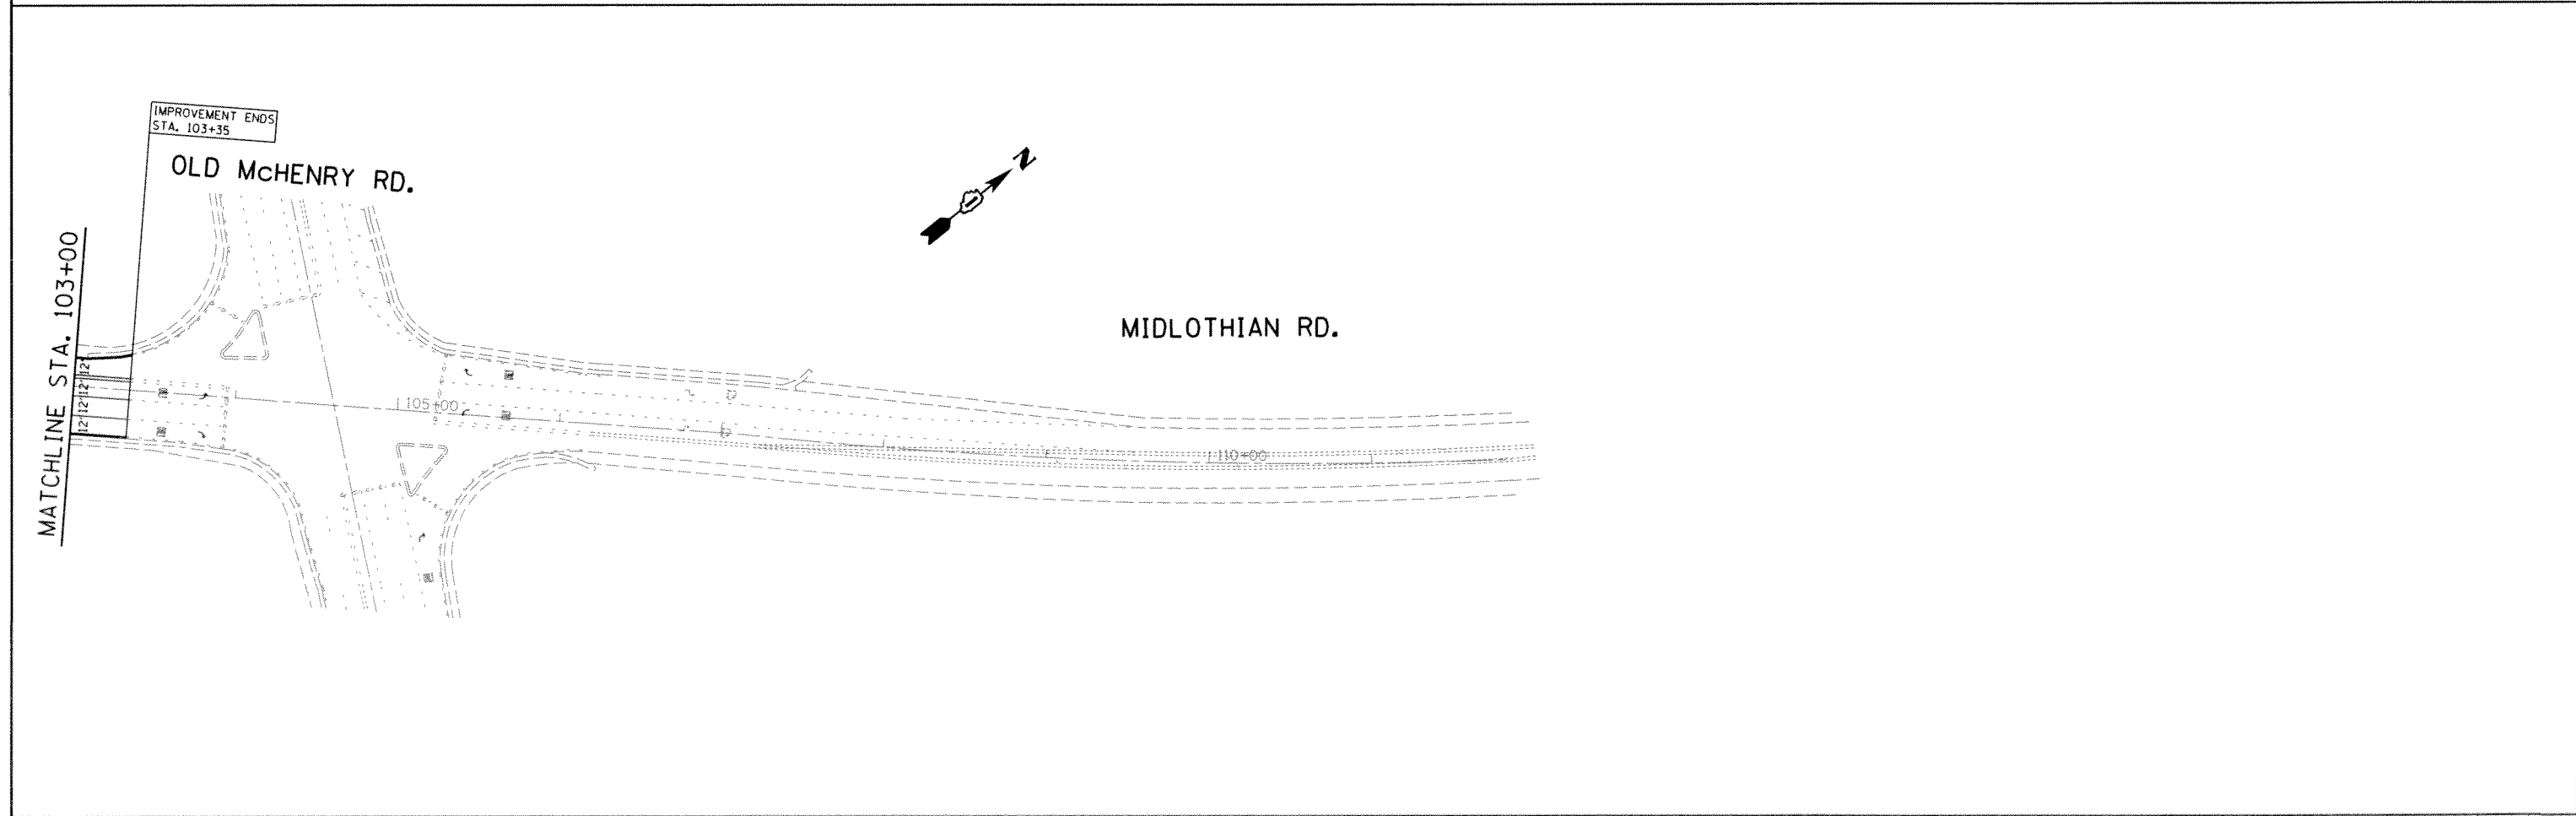 IMPROVEMENT ENDS
STA. 103+35
OLD McHENRY RD.
N
MATCHLINE STA. 103+00
12' 12' 12' 12'
MIDLOTHIAN RD.
105+00
110+00